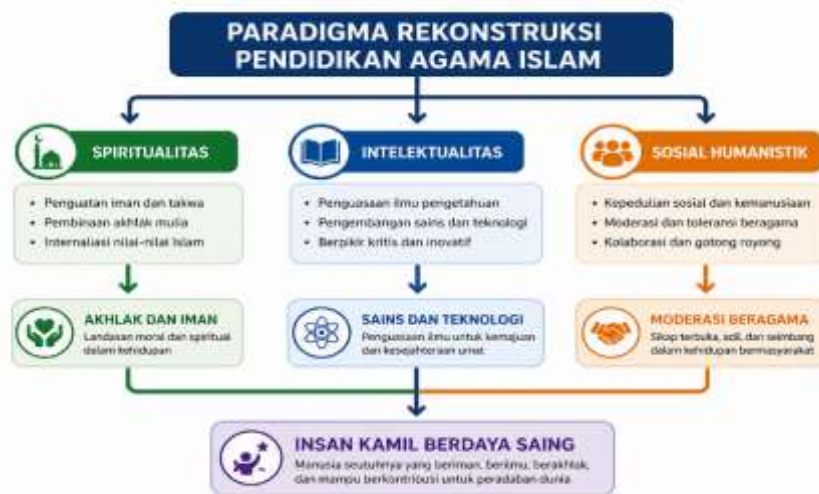 PARADIGMA REKONSTRUKSI
PENDIDIKAN AGAMA ISLAM
SPIRITUALITAS
• Penguatan iman dan takwa
• Pembinaan akhlak mulia
• Internaliasi nilai-nilai Islam
INTELEKTUALITAS
• Penguasaan ilmu pengetahuan
• Pengembangan sains dan teknologi
• Berpikir kritis dan inovatif
SOSIAL HUMANISTIK
• Kepedulian sosial dan kemanusiaan
• Moderasi dan toleransi beragama
• Kolaborasi dan gotong royong
AKHLAK DAN IMAN
Landasan moral dan spiritual
dalam kehidupan
SAINS DAN TEKNOLOGI
Penguasaan ilmu untuk kemajuan
dan kesejahteraan umat
MODERASI BERAGAMA
Sikap terbuka, adil, dan seimbang
dalam kehidupan bermasyarakat
INSAN KAMIL BERDAYA SAING
Manusia seutuhnya yang beriman, berilmu, berakhlak,
dan mampu berkontribusi untuk peradaban dunia